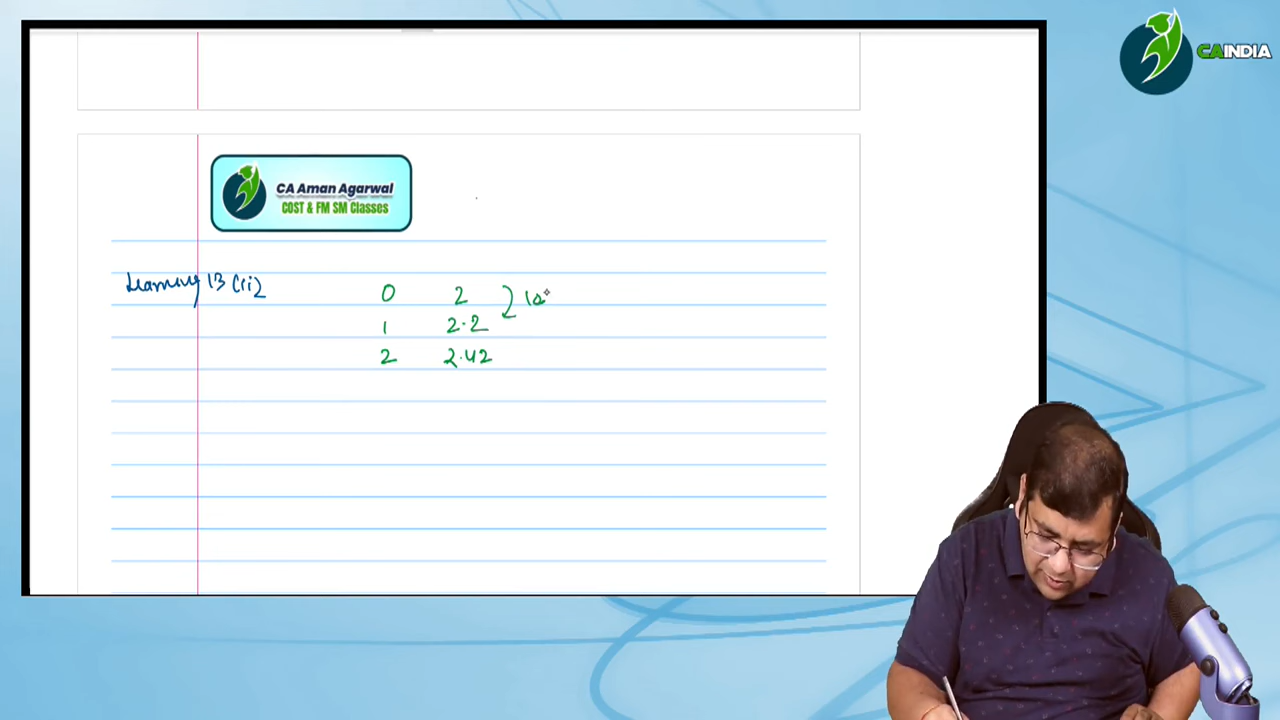 CAINDIA
CA Aman Agarwal
COST & FM SM Classes
Learning 13 (ii)
0 2 10
1 2.2
2 2.42